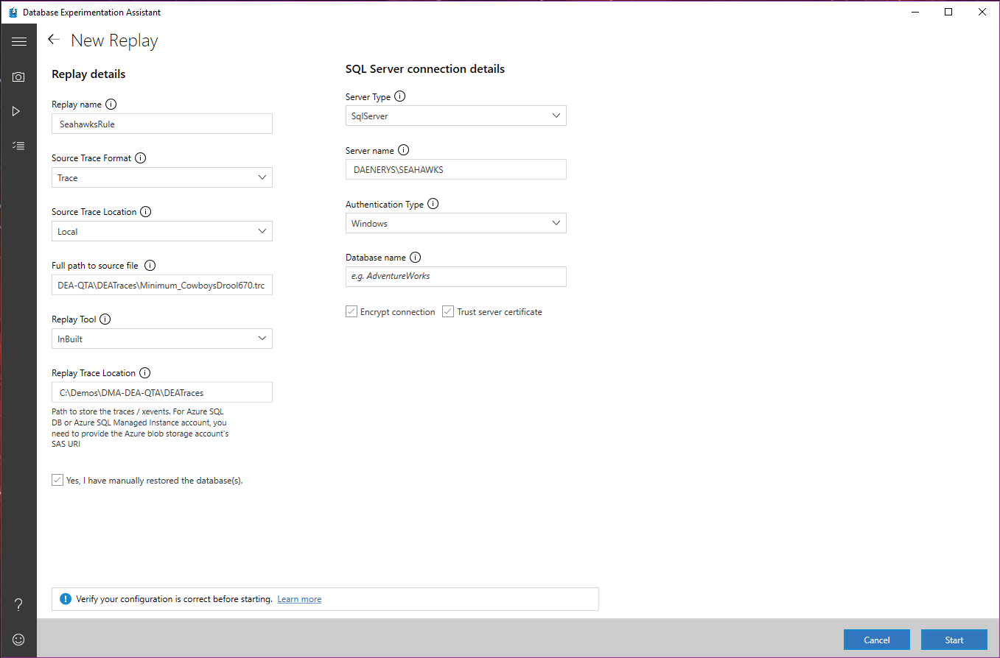 Database Experimentation Assistant
New Replay
Replay details
Replay name
SeahawksRule
Source Trace Format
Trace
Source Trace Location
Local
Full path to source file
DEA-QTA\DEATraces\Minimum_CowboysDrool670.trc
Replay Tool
InBuilt
Replay Trace Location
C:\Demos\DMA-DEA-QTA\DEATraces
Path to store the traces / xevents. For Azure SQL
DB or Azure SQL Managed Instance account, you
need to provide the Azure blob storage account's
SAS URI
Yes, I have manually restored the database(s).
SQL Server connection details
Server Type
SqlServer
Server name
DAENERYS\SEAHAWKS
Authentication Type
Windows
Database name
e.g. AdventureWorks
Encrypt connection Trust server certificate
Verify your configuration is correct before starting. Learn more
Cancel Start